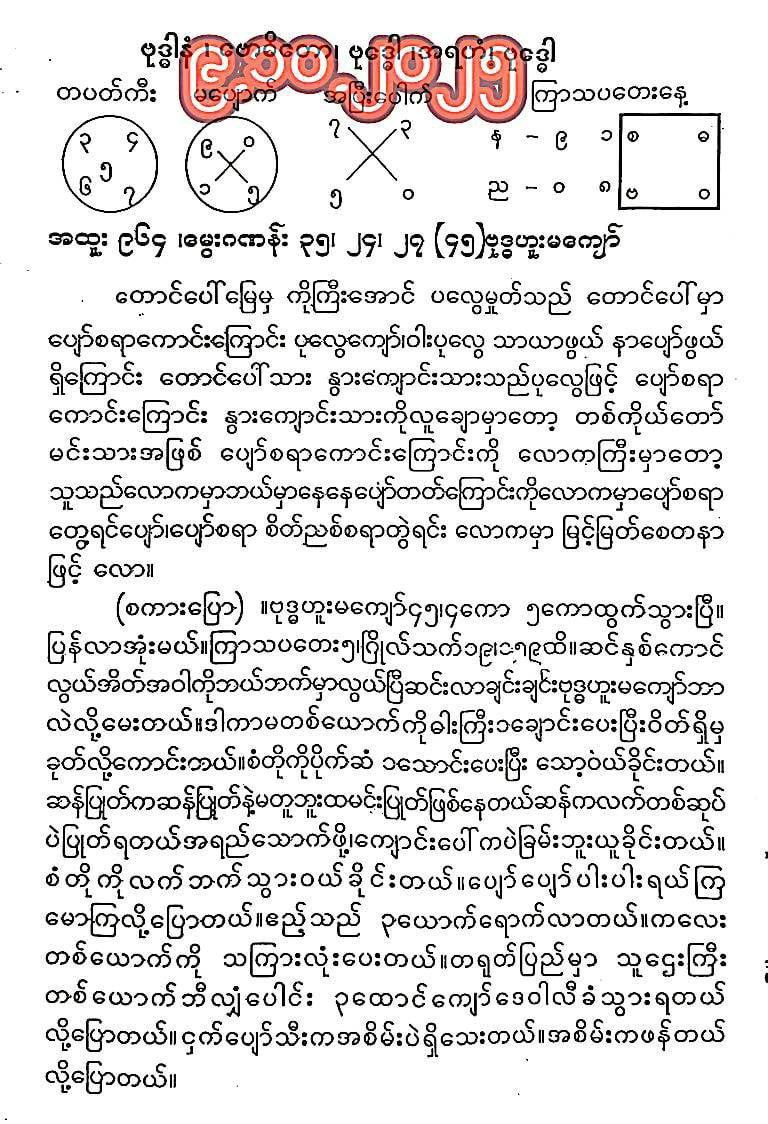 ဗုဒ္ဓါနံ ၊ ဗောဓိတော၊ ဗုဒ္ဓေါ ၊အရဟံ၊ ဗုဒ္ဓေါ
၉၁၀၂၀၂၅
တပတ်ကီး မပျောက် အပြီးပေါက် ကြာသပတေးနေ့
၃ ၄ ၉ ၀ ၇ ၃ န – ၉ ၁ စ ဓ
၅
၆ ၇ ၁ ၅ ၅ ၀ ည – ၀ ၈ ဗ ဝ
အထူး ၉၆၄ ၊မွေးဂဏန်း ၃၅၊ ၂၄၊ ၂၇ (၄၅)ဗုဒ္ဓဟူးမကျော်
တောင်ပေါ်မြေမှ ကိုကြီးအောင် ပလွေမှုတ်သည် တောင်ပေါ်မှာ
ပျော်စရာကောင်းကြောင်း ပုလွေကျော်၊ဝါးပုလွေ သာယာဖွယ် နာပျော်ဖွယ်
ရှိကြောင်း တောင်ပေါ်သား နွားကျောင်းသားသည်ပုလွေဖြင့် ပျော်စရာ
ကောင်းကြောင်း နွားကျောင်းသားကိုလူချောမှာတော့ တစ်ကိုယ်တော်
မင်းသားအဖြစ် ပျော်စရာကောင်းကြောင်းကို လောကကြီးမှာတော့
သူသည်လောကမှာဘယ်မှာနေနေပျော်တတ်ကြောင်းကိုလောကမှာပျော်စရာ
တွေ့ရင်ပျော်၊ပျော်စရာ စိတ်ညစ်စရာတွဲရင်း လောကမှာ မြင့်မြတ်စေတနာ
ဖြင့် လော။
(စကားပြော) ။ဗုဒ္ဓဟူးမကျော်၄၅၊၄ကော ၅ကောထွက်သွားပြီ။
ပြန်လာအုံးမယ်။ကြာသပတေး၅၊ဂြိုလ်သက်၁၉၊၁၅၉ထိ။ဆင်နှစ်ကောင်
လွယ်အိတ်အဝါကိုဘယ်ဘက်မှာလွယ်ပြီဆင်းလာချင်းချင်းဗုဒ္ဓဟူးမကျော်ဘာ
လဲလို့မေးတယ်။ဒါကာမတစ်ယောက်ကိုဓါးကြီး၁ချောင်းပေးပြီးဝိတ်ရှိမှ
ခုတ်လို့ကောင်းတယ်။စံတိုကိုပိုက်ဆံ ၁သောင်းပေးပြီး သော့ဝယ်ခိုင်းတယ်။
ဆန်ပြုတ်ကဆန်ပြုတ်နဲ့မတူဘူးထမင်းပြုတ်ဖြစ်နေတယ်ဆန်ကလက်တစ်ဆုပ်
ပဲပြုတ်ရတယ်အရည်သောက်ဖို့၊ကျောင်းပေါ်ကပဲခြမ်းဘူးယူခိုင်းတယ်။
စံတိုကိုလက်ဘက်သွားဝယ်ခိုင်းတယ်။ပျော်ပျော်ပါးပါးရယ်ကြ
မောကြလို့ပြောတယ်။ဧည့်သည် ၃ယောက်ရောက်လာတယ်။ကလေး
တစ်ယောက်ကို သကြားလုံးပေးတယ်။တရုတ်ပြည်မှာ သူဌေးကြီး
တစ်ယောက်ဘီလျှံပေါင်း ၃ထောင်ကျော်ဒေဝါလီခံသွားရတယ်
လို့ပြောတယ်။ငှက်ပျော်သီးကအစိမ်းပဲရှိသေးတယ်။အစိမ်းကဖန်တယ်
လို့ပြောတယ်။